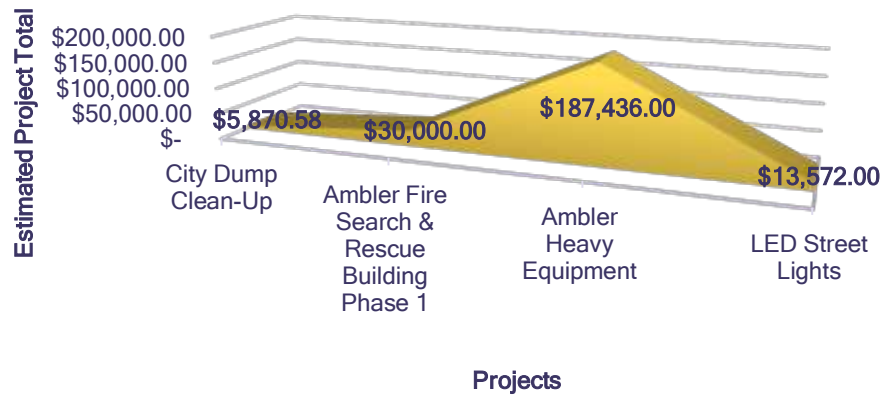 Estimated Project Total
$200,000.00
$150,000.00
$100,000.00
$50,000.00
$-
$5,870.58
$30,000.00
$187,436.00
$13,572.00
City Dump
Clean-Up
Ambler Fire
Search &
Rescue
Building
Phase 1
Ambler
Heavy
Equipment
LED Street
Lights
Projects